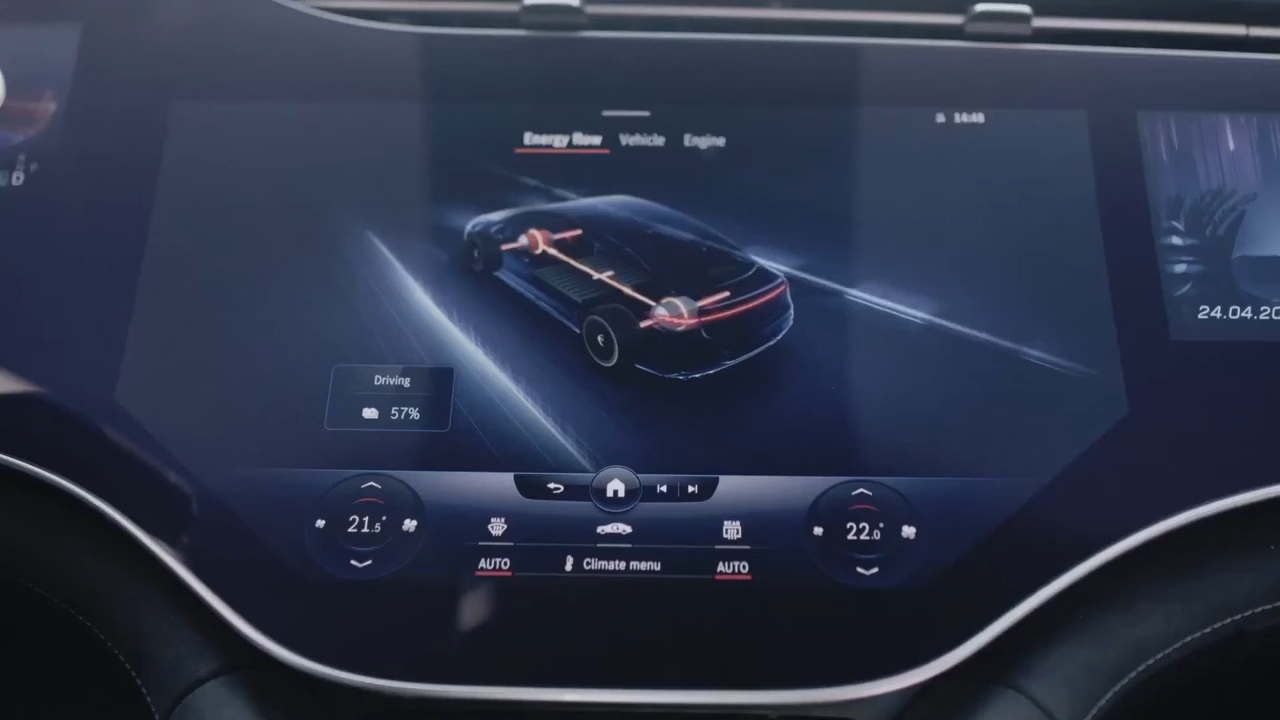 14:48
Energy flow Vehicle Engine
D
24.04.20
Driving
57%
MAX
REAR
21.5°
22.0°
AUTO Climate menu AUTO